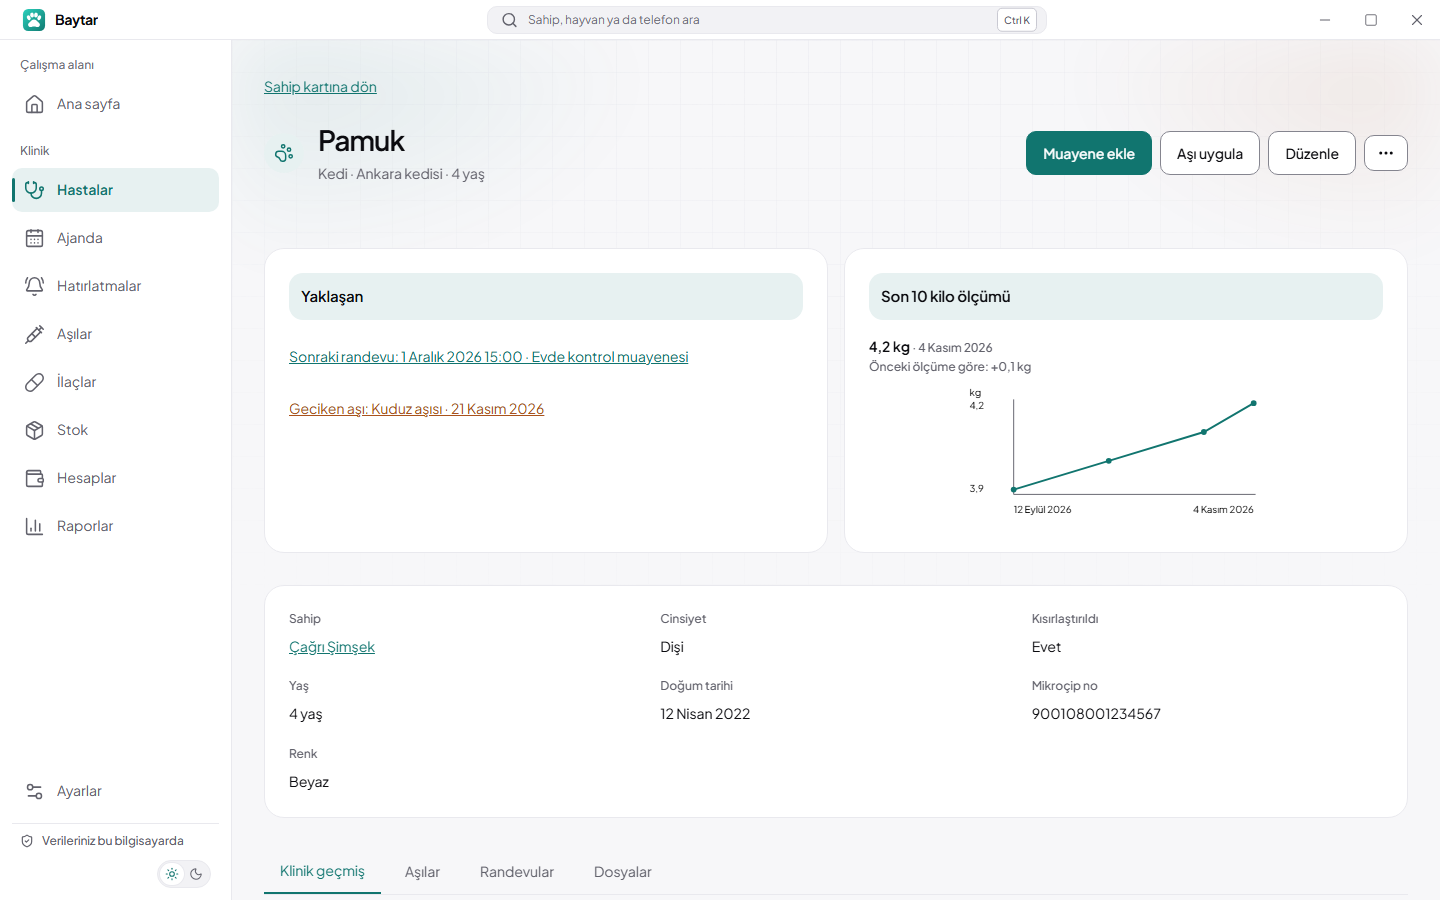 Baytar
Sahip, hayvan ya da telefon ara
Ctrl K
Çalışma alanı
Ana sayfa
Klinik
Hastalar
Ajanda
Hatırlatmalar
Aşılar
İlaçlar
Stok
Hesaplar
Raporlar
Ayarlar
Verileriniz bu bilgisayarda
Sahip kartına dön
Pamuk
Kedi · Ankara kedisi · 4 yaş
Muayene ekle
Aşı uygula
Düzenle
Yaklaşan
Sonraki randevu: 1 Aralık 2026 15:00 · Evde kontrol muayenesi
Geciken aşı: Kuduz aşısı · 21 Kasım 2026
Son 10 kilo ölçümü
4,2 kg · 4 Kasım 2026
Önceki ölçüme göre: +0,1 kg
kg
4,2
3,9
12 Eylül 2026
4 Kasım 2026
Sahip
Çağrı Şimşek
Cinsiyet
Dişi
Kısırlaştırıldı
Evet
Yaş
4 yaş
Doğum tarihi
12 Nisan 2022
Mikroçip no
900108001234567
Renk
Beyaz
Klinik geçmiş
Aşılar
Randevular
Dosyalar